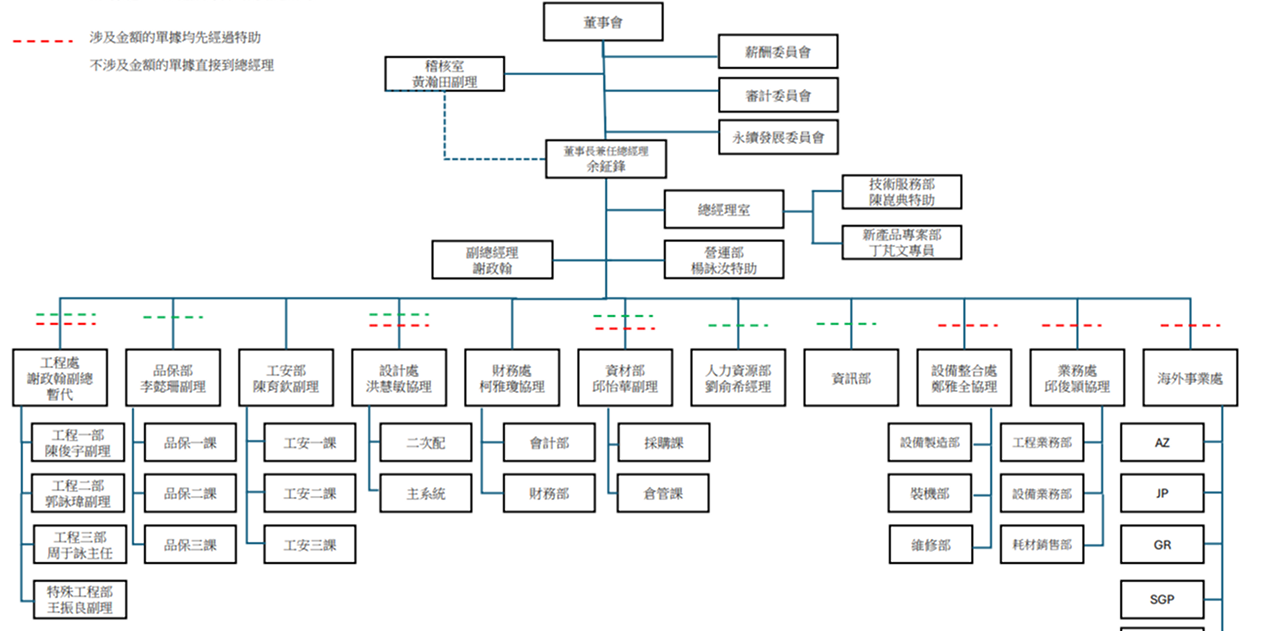 涉及金額的單據均先經過特助
不涉及金額的單據直接到總經理
董事會
薪酬委員會
稽核室
黃瀚田副理
審計委員會
永續發展委員會
董事長兼任總經理
余鉦鋒
總經理室
技術服務部
陳崑典特助
新產品專案部
丁芃文專員
副總經理
謝政翰
營運部
楊詠汝特助
工程處
謝政翰副總
暫代
品保部
李懿珊副理
工安部
陳育欽副理
設計處
洪慧敏協理
財務處
柯雅瓊協理
資材部
邱怡華副理
人力資源部
劉俞希經理
資訊部
設備整合處
鄭雅全協理
業務處
邱俊穎協理
海外事業處
工程一部
陳俊宇副理
品保一課
工安一課
二次配
會計部
採購課
設備製造部
工程業務部
AZ
工程二部
郭詠瑋副理
品保二課
工安二課
主系統
財務部
倉管課
裝機部
設備業務部
JP
工程三部
周于詠主任
品保三課
工安三課
維修部
耗材銷售部
GR
特殊工程部
王振良副理
SGP